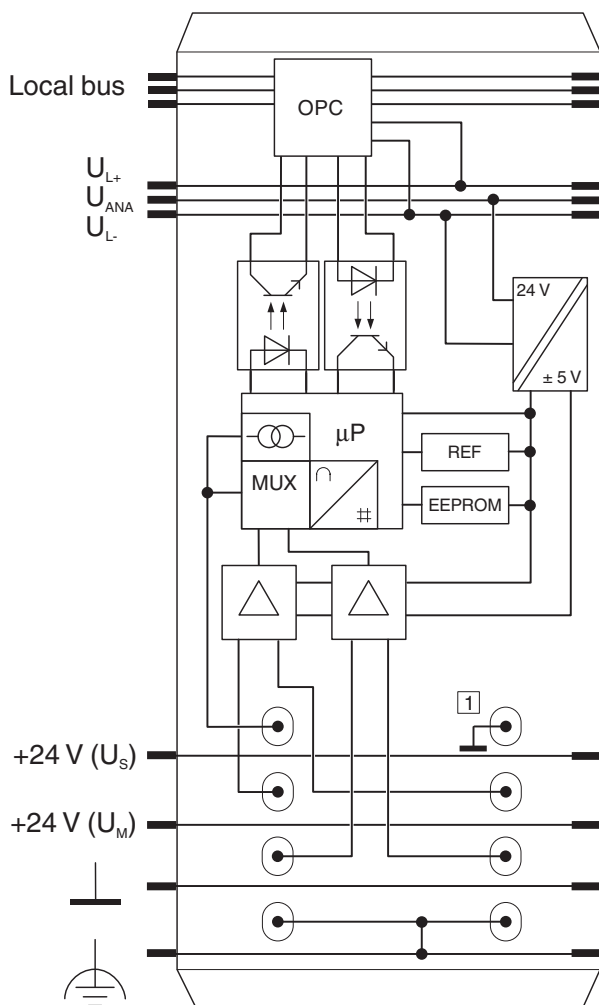 Local bus
OPC
U_L+
U_ANA
U_L-
24 V
± 5 V
µP
REF
MUX
EEPROM
1
+24 V (U_S)
+24 V (U_M)